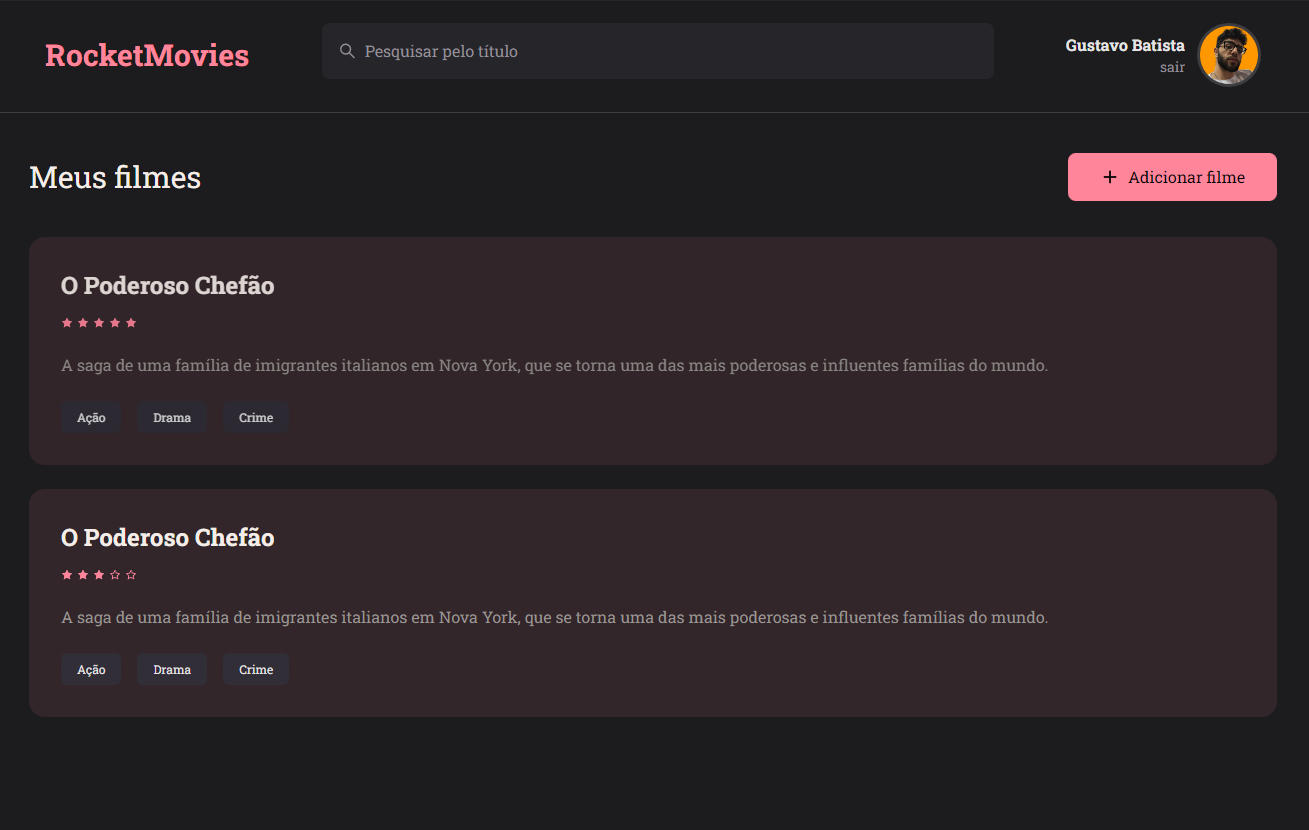 RocketMovies
Pesquisar pelo título
Gustavo Batista
sair
Meus filmes
Adicionar filme
O Poderoso Chefão
A saga de uma família de imigrantes italianos em Nova York, que se torna uma das mais poderosas e influentes famílias do mundo.
Ação Drama Crime
O Poderoso Chefão
A saga de uma família de imigrantes italianos em Nova York, que se torna uma das mais poderosas e influentes famílias do mundo.
Ação Drama Crime